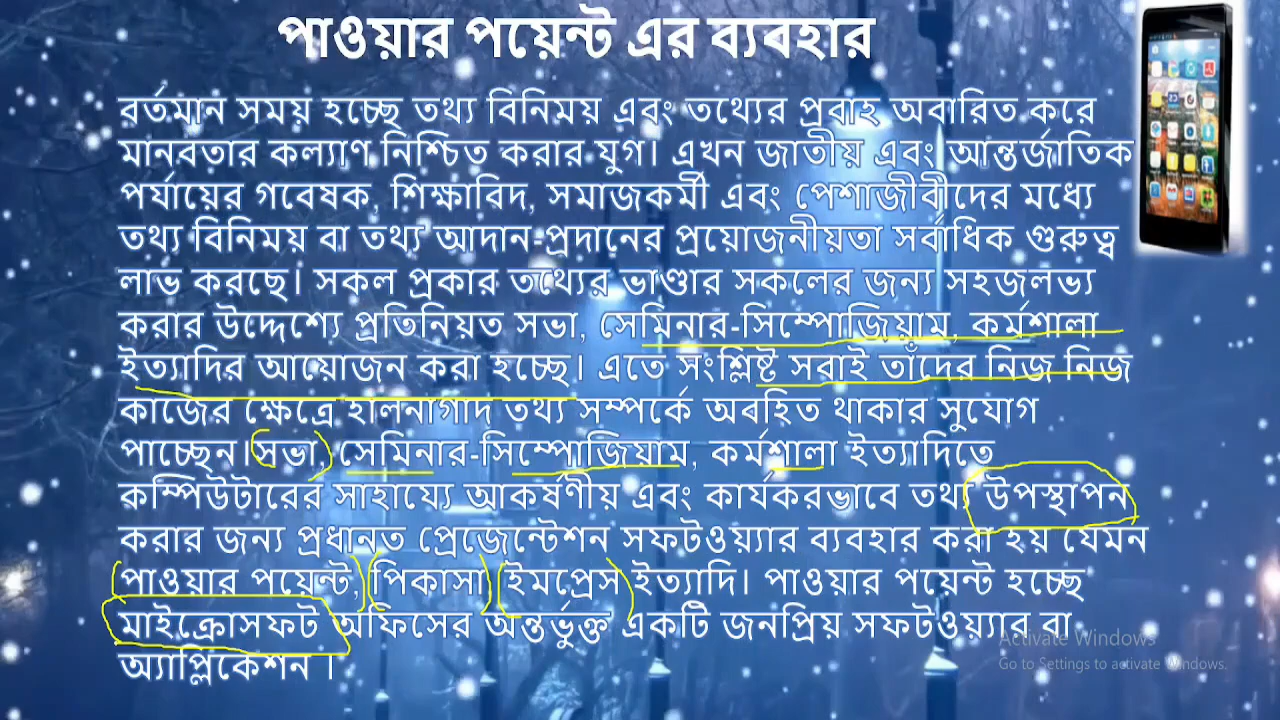 পাওয়ার পয়েন্ট এর ব্যবহার
বর্তমান সময় হচ্ছে তথ্য বিনিময় এবং তথ্যের প্রবাহ অবারিত করে
মানবতার কল্যাণ নিশ্চিত করার যুগ। এখন জাতীয় এবং আন্তর্জাতিক
পর্যায়ের গবেষক, শিক্ষাবিদ, সমাজকর্মী এবং পেশাজীবীদের মধ্যে
তথ্য বিনিময় বা তথ্য আদান-প্রদানের প্রয়োজনীয়তা সর্বাধিক গুরুত্ব
লাভ করছে। সকল প্রকার তথ্যের ভাণ্ডার সকলের জন্য সহজলভ্য
করার উদ্দেশ্যে প্রতিনিয়ত সভা, সেমিনার-সিম্পোজিয়াম, কর্মশালা
ইত্যাদির আয়োজন করা হচ্ছে। এতে সংশ্লিষ্ট সবাই তাঁদের নিজ নিজ
কাজের ক্ষেত্রে হালনাগাদ তথ্য সম্পর্কে অবহিত থাকার সুযোগ
পাচ্ছেন। সভা, সেমিনার-সিম্পোজিয়াম, কর্মশালা ইত্যাদিতে
কম্পিউটারের সাহায্যে আকর্ষণীয় এবং কার্যকরভাবে তথ্য উপস্থাপন
করার জন্য প্রধানত প্রেজেন্টেশন সফটওয়্যার ব্যবহার করা হয় যেমন
পাওয়ার পয়েন্ট, পিকাসা, ইমপ্রেস ইত্যাদি। পাওয়ার পয়েন্ট হচ্ছে
মাইক্রোসফট অফিসের অন্তর্ভুক্ত একটি জনপ্রিয় সফটওয়্যার বা
অ্যাপ্লিকেশন ।
Activate Windows
Go to Settings to activate Windows.